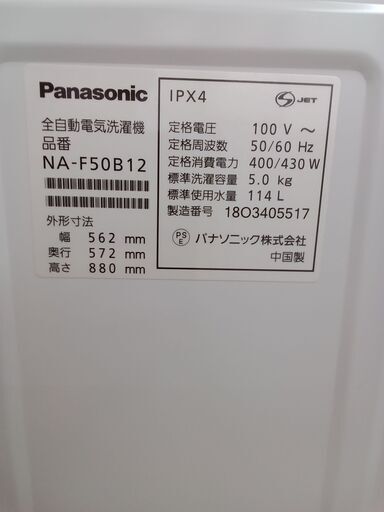 Panasonic
全自動電気洗濯機
品番
NA-F50B12
外形寸法
幅 562 mm
奥行 572 mm
高さ 880 mm
IPX4
S JET
定格電圧 100 V ～
定格周波数 50/60 Hz
定格消費電力 400/430 W
標準洗濯容量 5.0 kg
標準使用水量 114 L
製造番号 18O3405517
PS E パナソニック株式会社
中国製